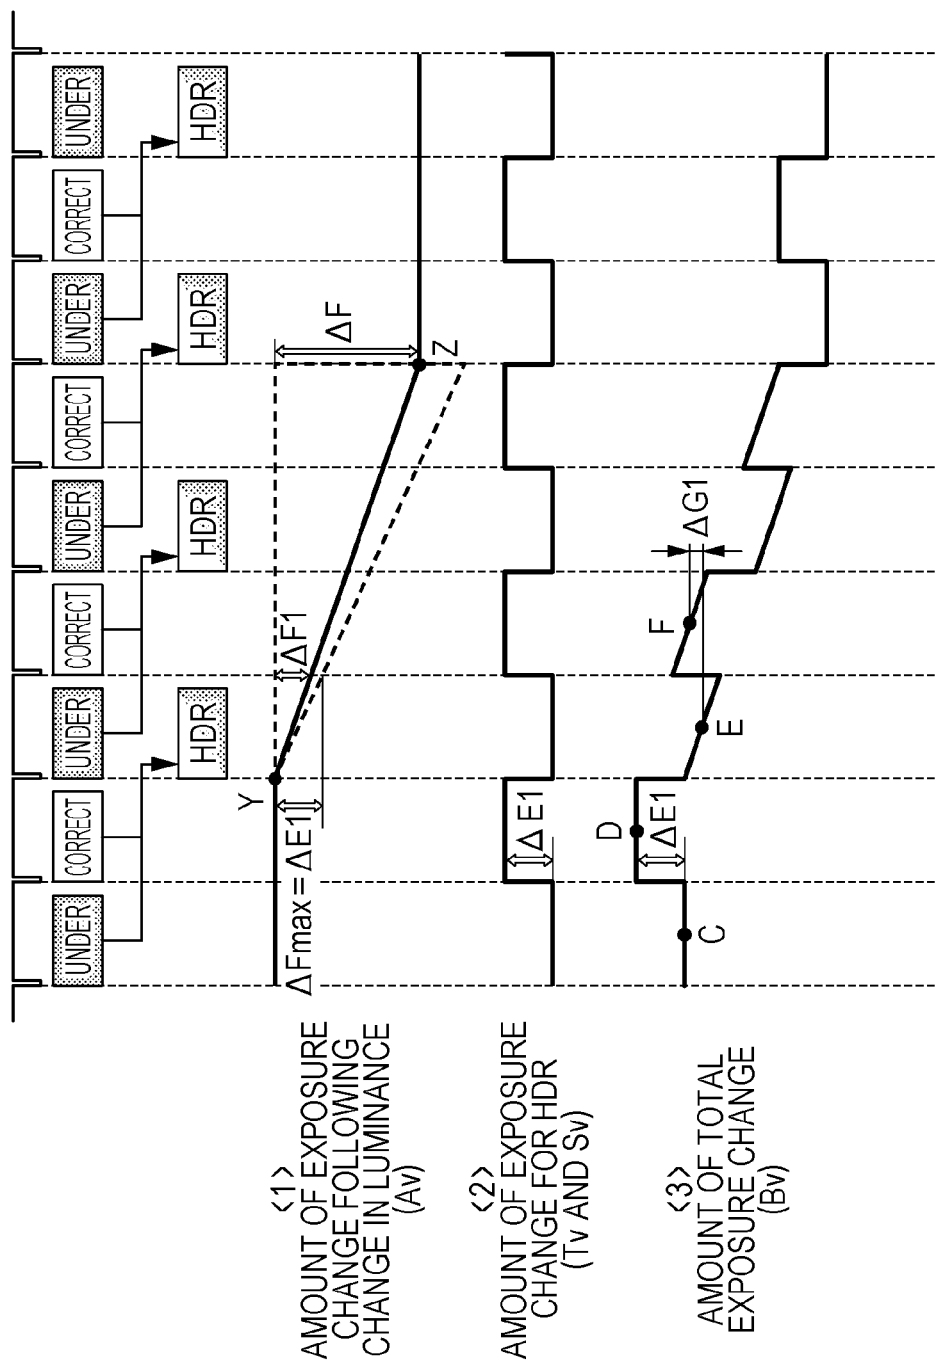 UNDER
CORRECT
UNDER
CORRECT
UNDER
CORRECT
UNDER
CORRECT
UNDER
HDR
HDR
HDR
HDR
<1>
AMOUNT OF EXPOSURE
CHANGE FOLLOWING
CHANGE IN LUMINANCE
(Av)
Y
ΔFmax = ΔE1
ΔF1
ΔF
Z
<2>
AMOUNT OF EXPOSURE
CHANGE FOR HDR
(Tv AND Sv)
ΔE1
<3>
AMOUNT OF TOTAL
EXPOSURE CHANGE
(Bv)
C
D
ΔE1
E
F
ΔG1